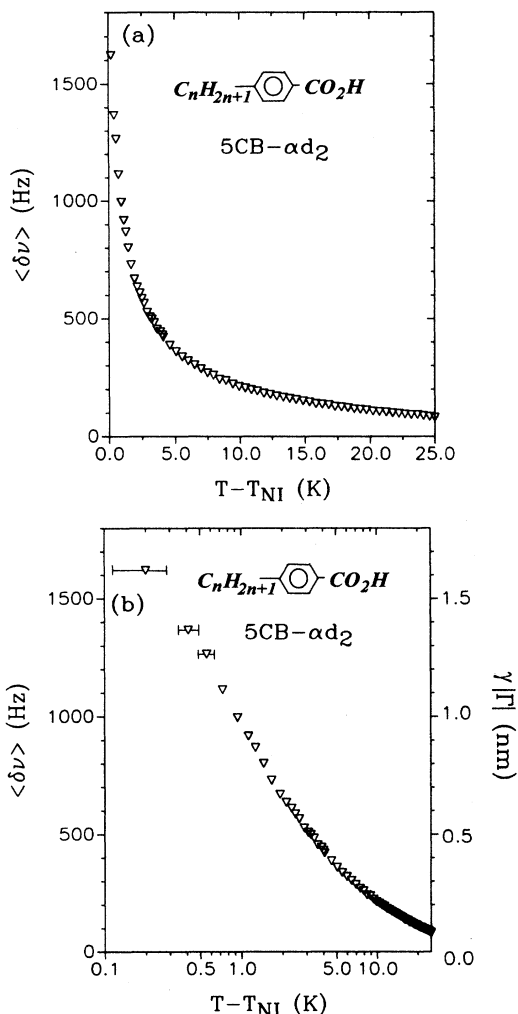 (a)
CnH2n+1 CO2H
5CB-αd2
<δν> (Hz)
1500
1000
500
0
0.0 5.0 10.0 15.0 20.0 25.0
T-TNI (K)
(b)
CnH2n+1 CO2H
5CB-αd2
<δν> (Hz)
1500
1000
500
0
γ|Γ| (nm)
1.5
1.0
0.5
0.0
0.1 0.5 1.0 5.0 10.0
T-TNI (K)